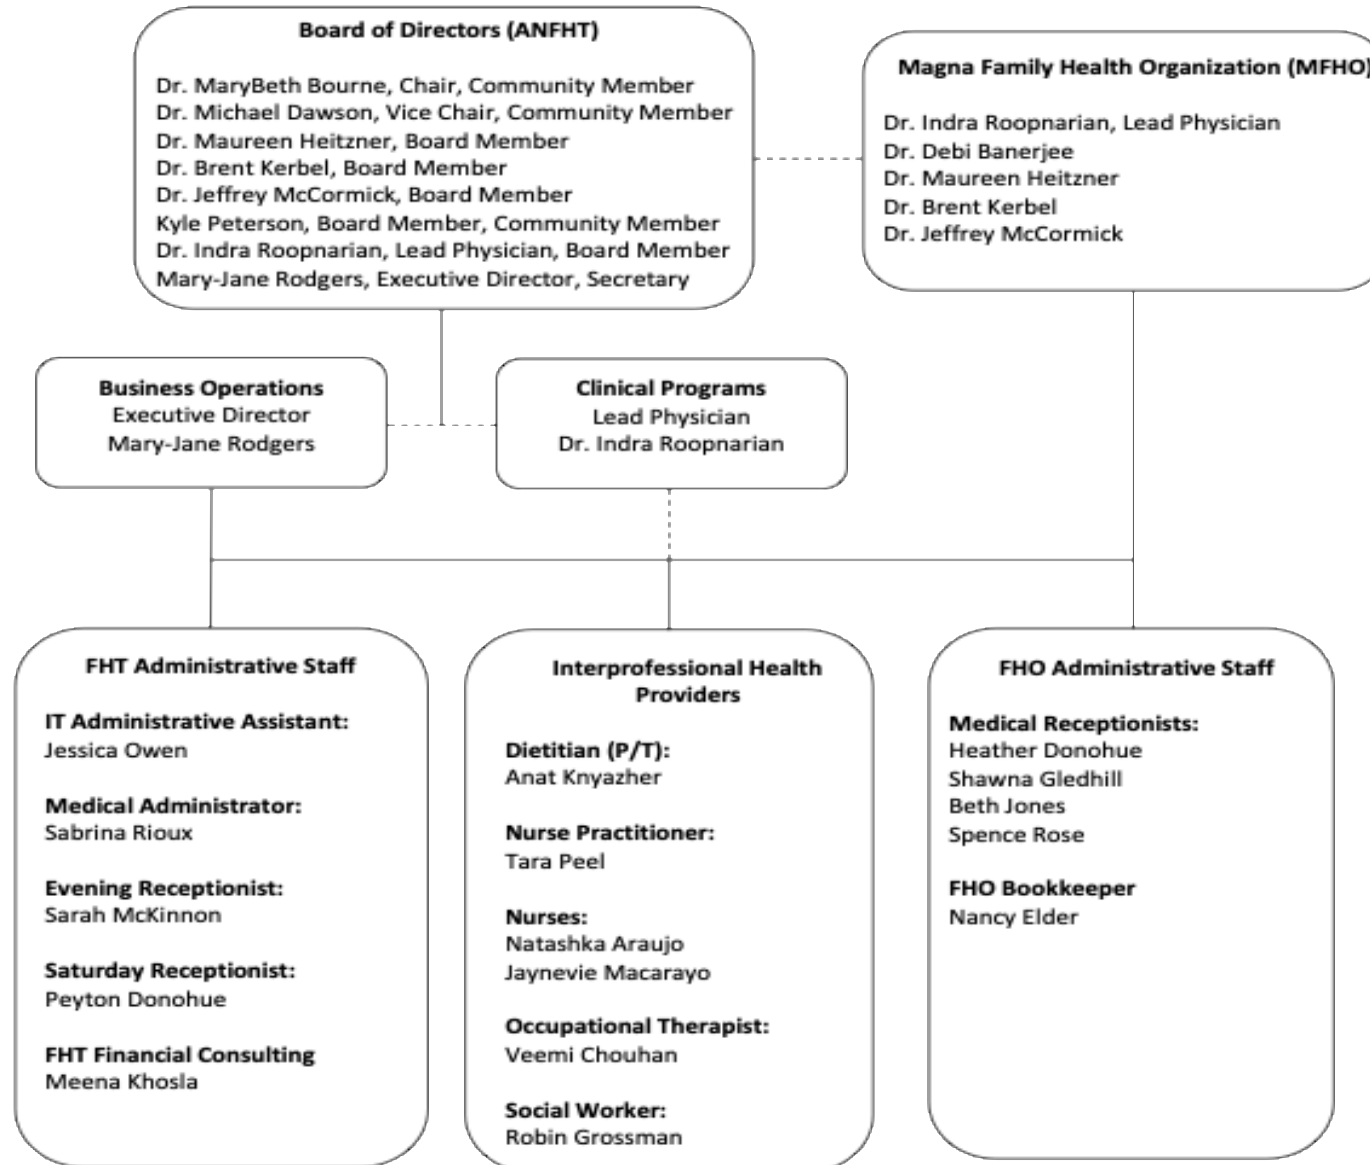 Board of Directors (ANFHT)
Dr. MaryBeth Bourne, Chair, Community Member
Dr. Michael Dawson, Vice Chair, Community Member
Dr. Maureen Heitzner, Board Member
Dr. Brent Kerbel, Board Member
Dr. Jeffrey McCormick, Board Member
Kyle Peterson, Board Member, Community Member
Dr. Indra Roopnarian, Lead Physician, Board Member
Mary-Jane Rodgers, Executive Director, Secretary
Magna Family Health Organization (MFHO)
Dr. Indra Roopnarian, Lead Physician
Dr. Debi Banerjee
Dr. Maureen Heitzner
Dr. Brent Kerbel
Dr. Jeffrey McCormick
Business Operations
Executive Director
Mary-Jane Rodgers
Clinical Programs
Lead Physician
Dr. Indra Roopnarian
FHT Administrative Staff
IT Administrative Assistant:
Jessica Owen
Medical Administrator:
Sabrina Rioux
Evening Receptionist:
Sarah McKinnon
Saturday Receptionist:
Peyton Donohue
FHT Financial Consulting
Meena Khosla
Interprofessional Health
Providers
Dietitian (P/T):
Anat Knyazher
Nurse Practitioner:
Tara Peel
Nurses:
Natashka Araujo
Jaynevie Macarayo
Occupational Therapist:
Veemi Chouhan
Social Worker:
Robin Grossman
FHO Administrative Staff
Medical Receptionists:
Heather Donohue
Shawna Gledhill
Beth Jones
Spence Rose
FHO Bookkeeper
Nancy Elder